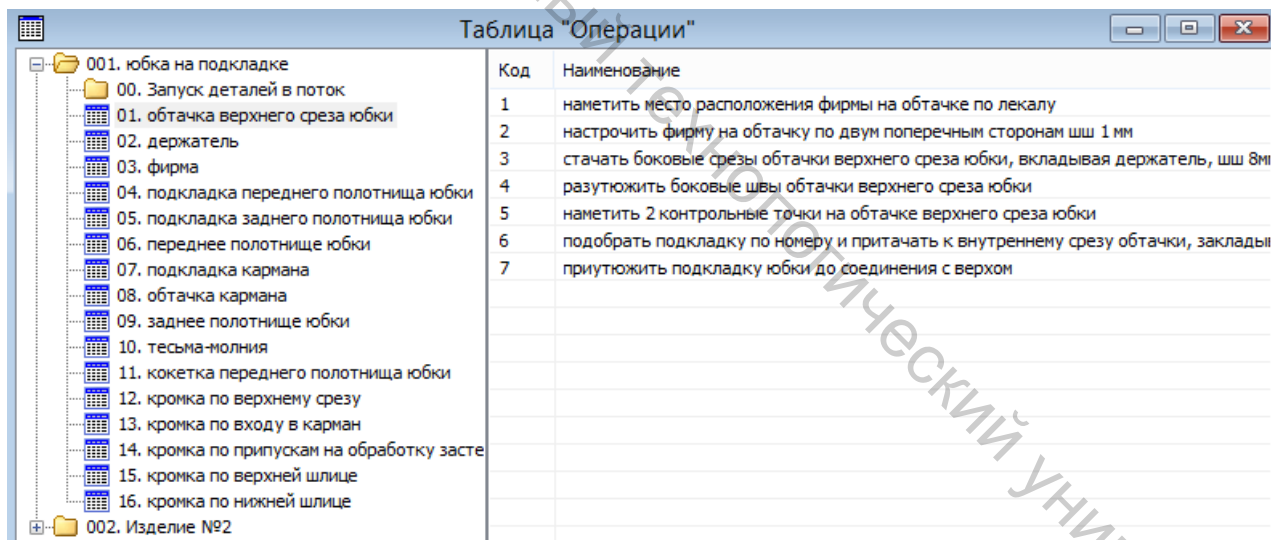 Таблица "Операции"
001. юбка на подкладке
00. Запуск деталей в поток
01. обтачка верхнего среза юбки
02. держатель
03. фирма
04. подкладка переднего полотнища юбки
05. подкладка заднего полотнища юбки
06. переднее полотнище юбки
07. подкладка кармана
08. обтачка кармана
09. заднее полотнище юбки
10. тесьма-молния
11. кокетка переднего полотнища юбки
12. кромка по верхнему срезу
13. кромка по входу в карман
14. кромка по припускам на обработку засте
15. кромка по верхней шлице
16. кромка по нижней шлице
002. Изделие №2
Код Наименование
1 наметить место расположения фирмы на обтачке по лекалу
2 настрочить фирму на обтачку по двум поперечным сторонам шш 1 мм
3 стачать боковые срезы обтачки верхнего среза юбки, вкладывая держатель, шш 8м
4 разутюжить боковые швы обтачки верхнего среза юбки
5 наметить 2 контрольные точки на обтачке верхнего среза юбки
6 подобрать подкладку по номеру и притачать к внутреннему срезу обтачки, заклады
7 приутюжить подкладку юбки до соединения с верхом
ый технологический уни